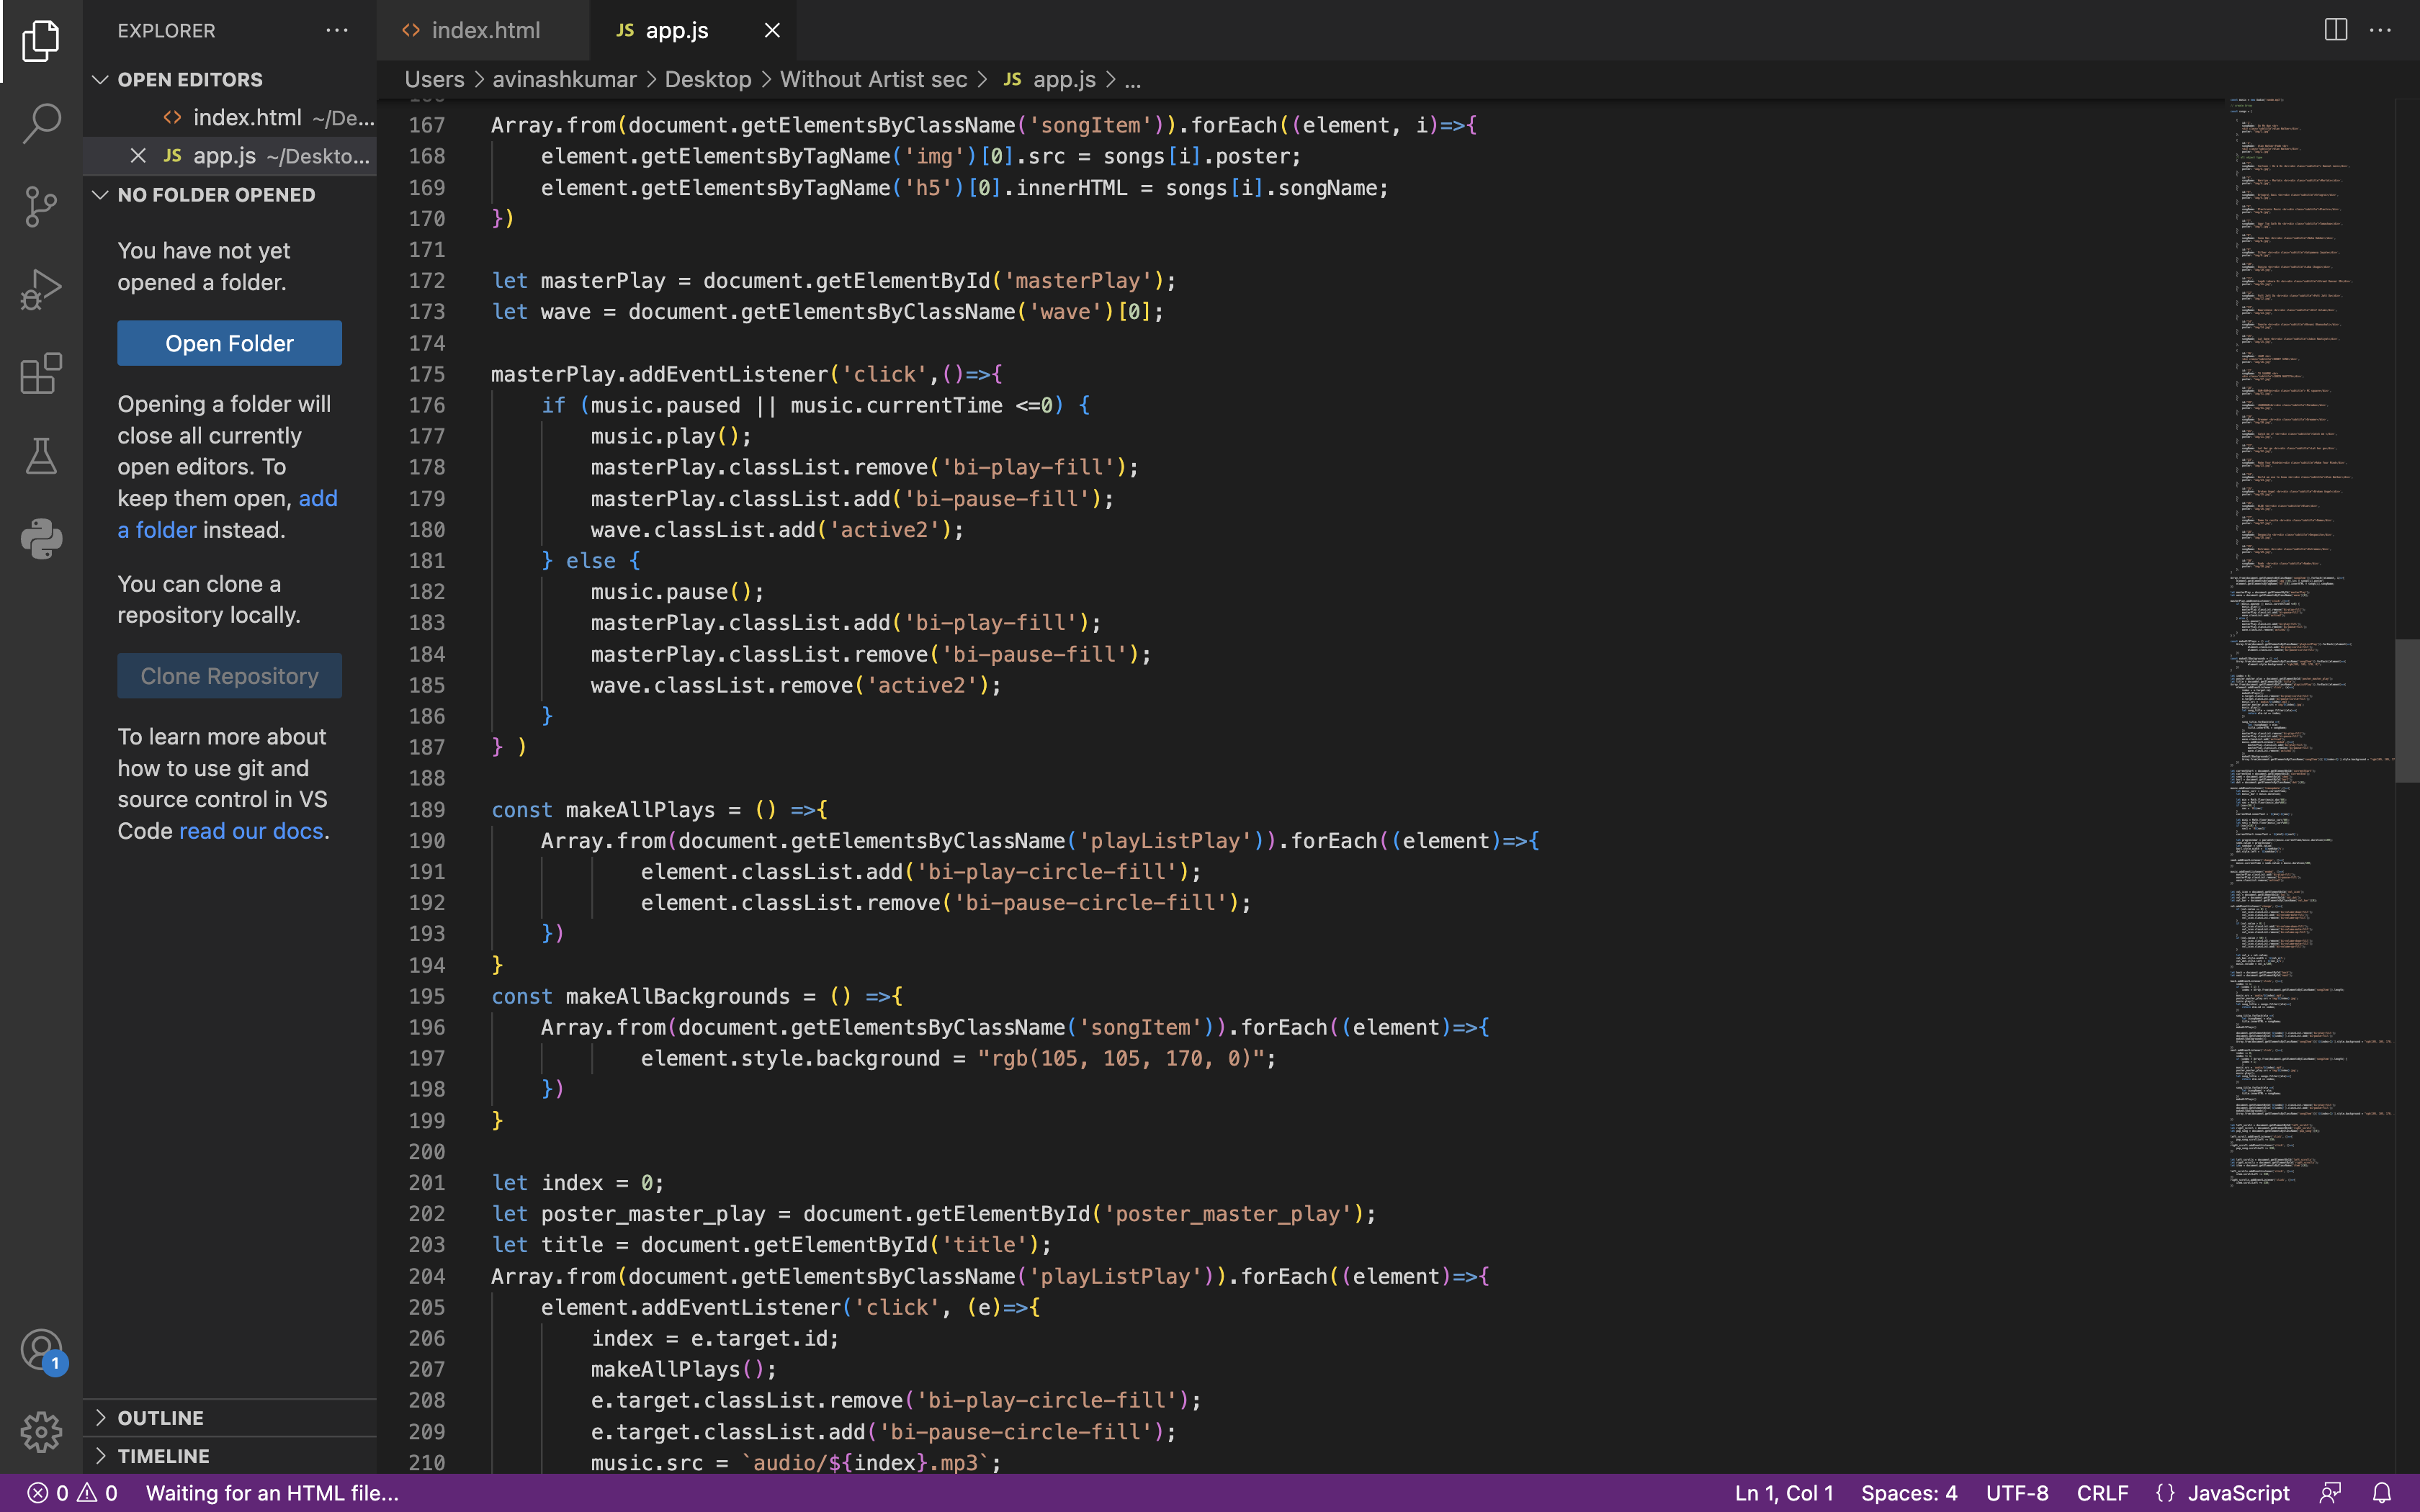 EXPLORER
OPEN EDITORS
index.html ~/De...
JS app.js ~/Deskto...
NO FOLDER OPENED
You have not yet
opened a folder.
Open Folder
Opening a folder will
close all currently
open editors. To
keep them open, add
a folder instead.
You can clone a
repository locally.
Clone Repository
To learn more about
how to use git and
source control in VS
Code read our docs.
1
OUTLINE
TIMELINE
index.html
JS app.js
Users > avinashkumar > Desktop > Without Artist sec > JS app.js > ...
167 Array.from(document.getElementsByClassName('songItem')).forEach((element, i)=>{
168     element.getElementsByTagName('img')[0].src = songs[i].poster;
169     element.getElementsByTagName('h5')[0].innerHTML = songs[i].songName;
170 })
171
172 let masterPlay = document.getElementById('masterPlay');
173 let wave = document.getElementsByClassName('wave')[0];
174
175 masterPlay.addEventListener('click',()=>{
176     if (music.paused || music.currentTime <=0) {
177         music.play();
178         masterPlay.classList.remove('bi-play-fill');
179         masterPlay.classList.add('bi-pause-fill');
180         wave.classList.add('active2');
181     } else {
182         music.pause();
183         masterPlay.classList.add('bi-play-fill');
184         masterPlay.classList.remove('bi-pause-fill');
185         wave.classList.remove('active2');
186     }
187 } )
188
189 const makeAllPlays = () =>{
190     Array.from(document.getElementsByClassName('playListPlay')).forEach((element)=>{
191             element.classList.add('bi-play-circle-fill');
192             element.classList.remove('bi-pause-circle-fill');
193     })
194 }
195 const makeAllBackgrounds = () =>{
196     Array.from(document.getElementsByClassName('songItem')).forEach((element)=>{
197             element.style.background = "rgb(105, 105, 170, 0)";
198     })
199 }
200
201 let index = 0;
202 let poster_master_play = document.getElementById('poster_master_play');
203 let title = document.getElementById('title');
204 Array.from(document.getElementsByClassName('playListPlay')).forEach((element)=>{
205     element.addEventListener('click', (e)=>{
206         index = e.target.id;
207         makeAllPlays();
208         e.target.classList.remove('bi-play-circle-fill');
209         e.target.classList.add('bi-pause-circle-fill');
210         music.src = `audio/${index}.mp3`;
0 0 Waiting for an HTML file...
Ln 1, Col 1 Spaces: 4 UTF-8 CRLF {} JavaScript